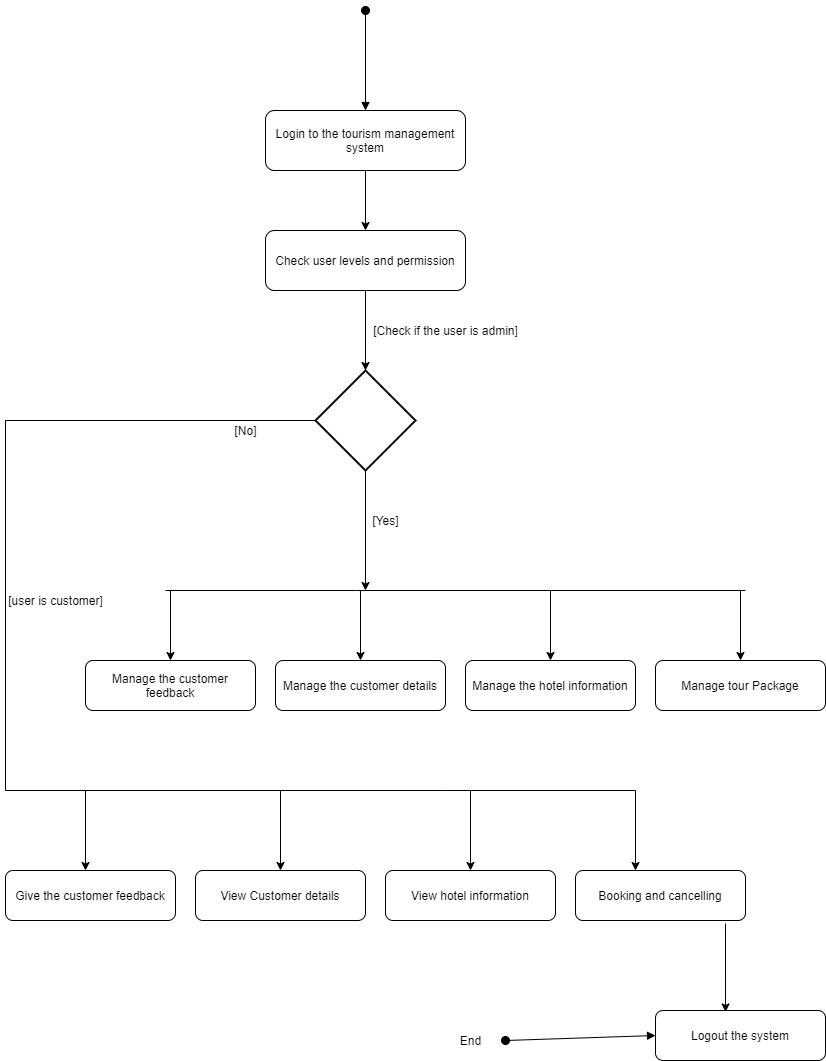 Login to the tourism management
system
Check user levels and permission
[Check if the user is admin]
[No]
[Yes]
[user is customer]
Manage the customer
feedback
Manage the customer details
Manage the hotel information
Manage tour Package
Give the customer feedback
View Customer details
View hotel information
Booking and cancelling
End
Logout the system